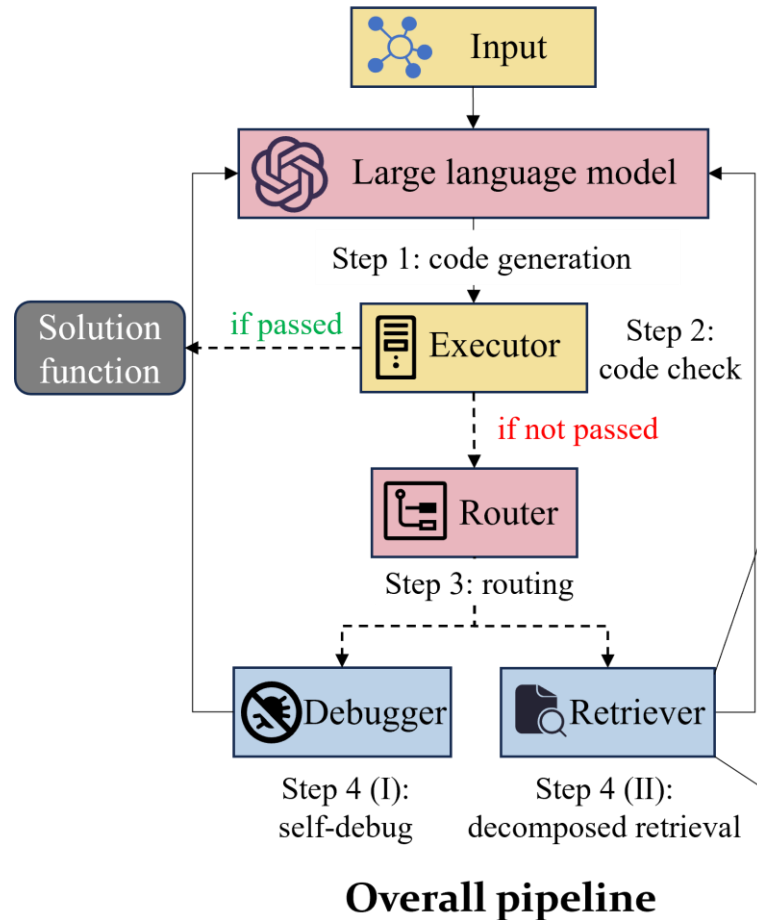 Input
Large language model
Step 1: code generation
Solution
function
if passed
Executor
Step 2:
code check
if not passed
Router
Step 3: routing
Debugger
Retriever
Step 4 (I):
self-debug
Step 4 (II):
decomposed retrieval
Overall pipeline